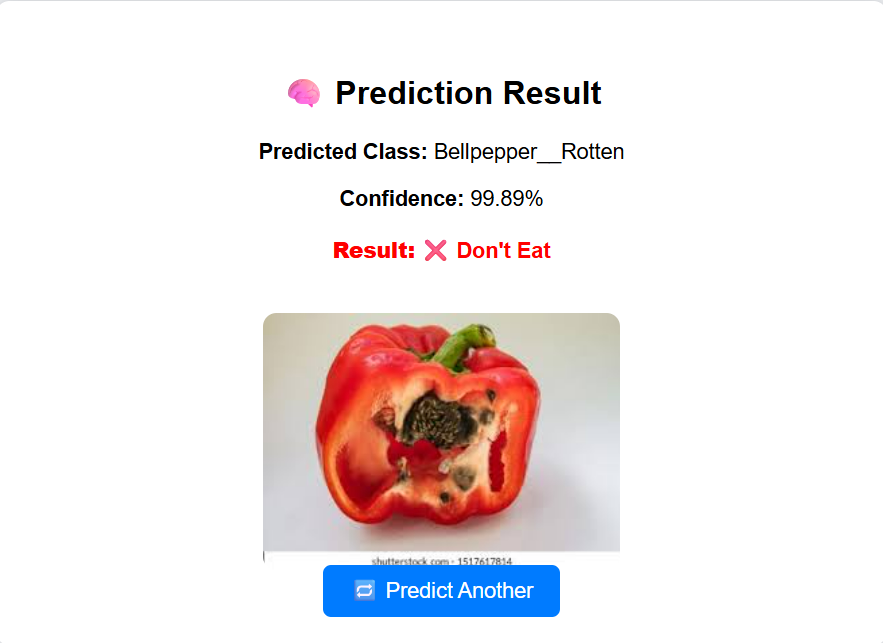 Prediction Result
Predicted Class: Bellpepper__Rotten
Confidence: 99.89%
Result: ❌ Don't Eat
shutterstock.com · 1517617814
Predict Another